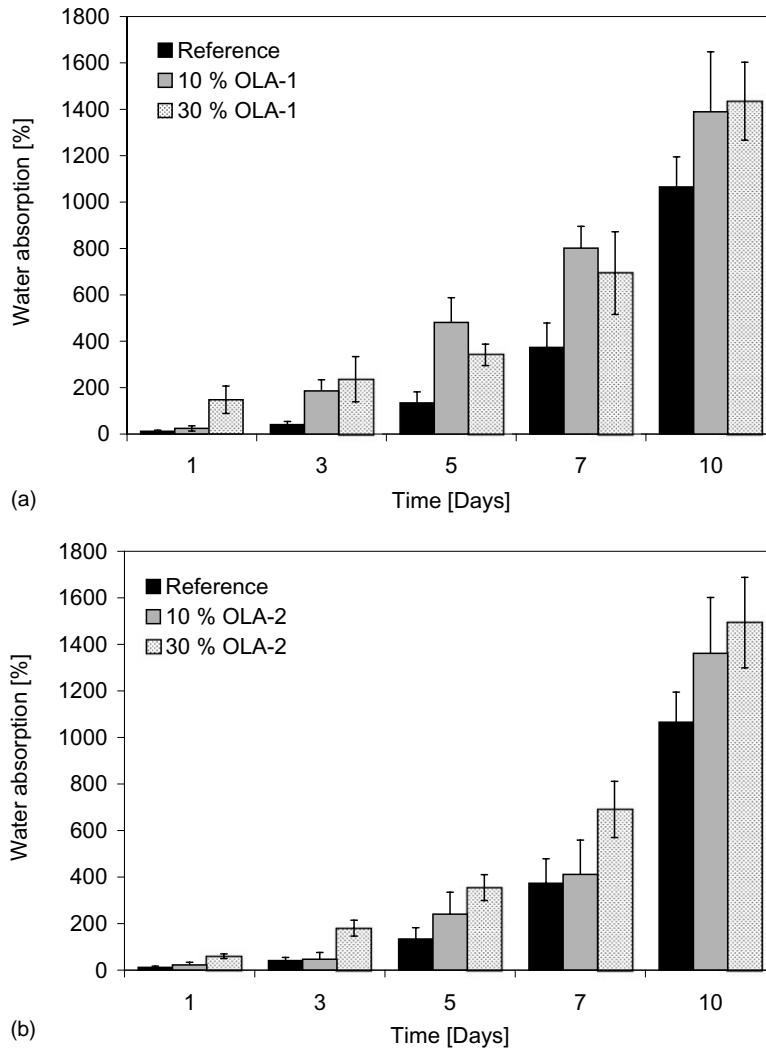 1800
1600
1400
1200
1000
800
600
400
200
0
Water absorption [%]
Reference
10 % OLA-1
30 % OLA-1
1 3 5 7 10
Time [Days]
(a)
1800
1600
1400
1200
1000
800
600
400
200
0
Water absorption [%]
Reference
10 % OLA-2
30 % OLA-2
1 3 5 7 10
Time [Days]
(b)